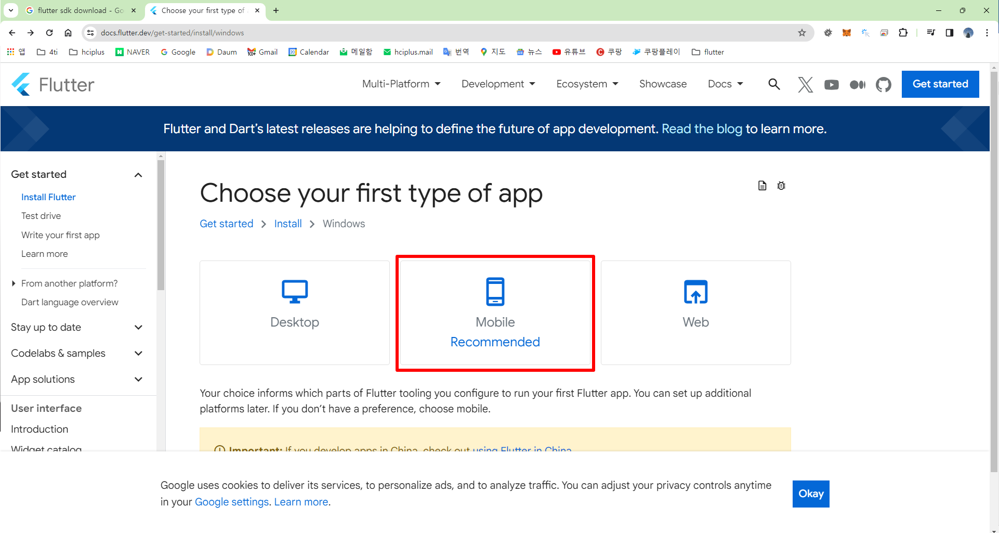 flutter sdk download - Go
Choose your first type of
docs.flutter.dev/get-started/install/windows
앱
4ti
hciplus
NAVER
Google
Daum
Gmail
Calendar
메일함
hciplus.mail
번역
지도
뉴스
유튜브
쿠팡
쿠팡플레이
flutter
Flutter
Multi-Platform
Development
Ecosystem
Showcase
Docs
Get started
Flutter and Dart’s latest releases are helping to define the future of app development. Read the blog to learn more.
Get started
Install Flutter
Test drive
Write your first app
Learn more
From another platform?
Dart language overview
Stay up to date
Codelabs & samples
App solutions
User interface
Introduction
Widget catalog
Choose your first type of app
Get started > Install > Windows
Desktop
Mobile
Recommended
Web
Your choice informs which parts of Flutter tooling you configure to run your first Flutter app. You can set up additional
platforms later. If you don’t have a preference, choose mobile.
Important: If you develop apps in China, check out using Flutter in China
Google uses cookies to deliver its services, to personalize ads, and to analyze traffic. You can adjust your privacy controls anytime
in your Google settings. Learn more.
Okay